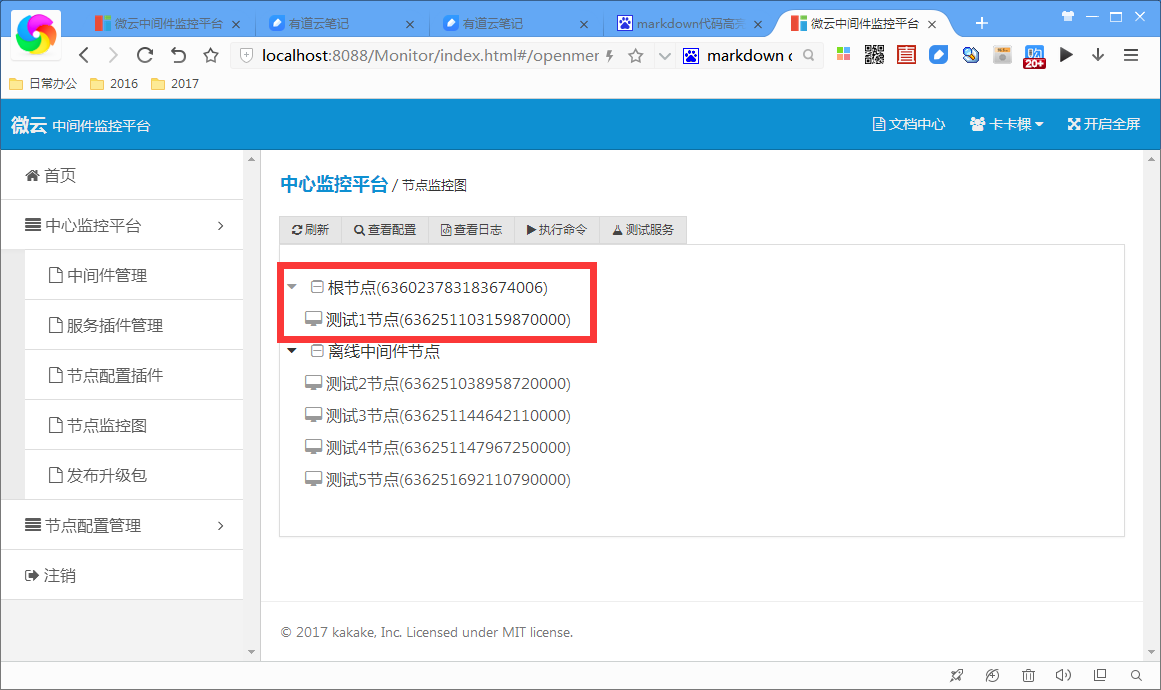 微云中间件监控平台
有道云笔记
有道云笔记
markdown代码高
微云中间件监控平台
localhost:8088/Monitor/index.html#/openmer
markdown c
20+
日常办公
2016
2017
微云 中间件监控平台
文档中心
卡卡棵
开启全屏
首页
中心监控平台
中间件管理
服务插件管理
节点配置插件
节点监控图
发布升级包
节点配置管理
注销
中心监控平台 / 节点监控图
刷新
查看配置
查看日志
执行命令
测试服务
根节点(636023783183674006)
测试1节点(636251103159870000)
离线中间件节点
测试2节点(636251038958720000)
测试3节点(636251144642110000)
测试4节点(636251147967250000)
测试5节点(636251692110790000)
© 2017 kakake, Inc. Licensed under MIT license.